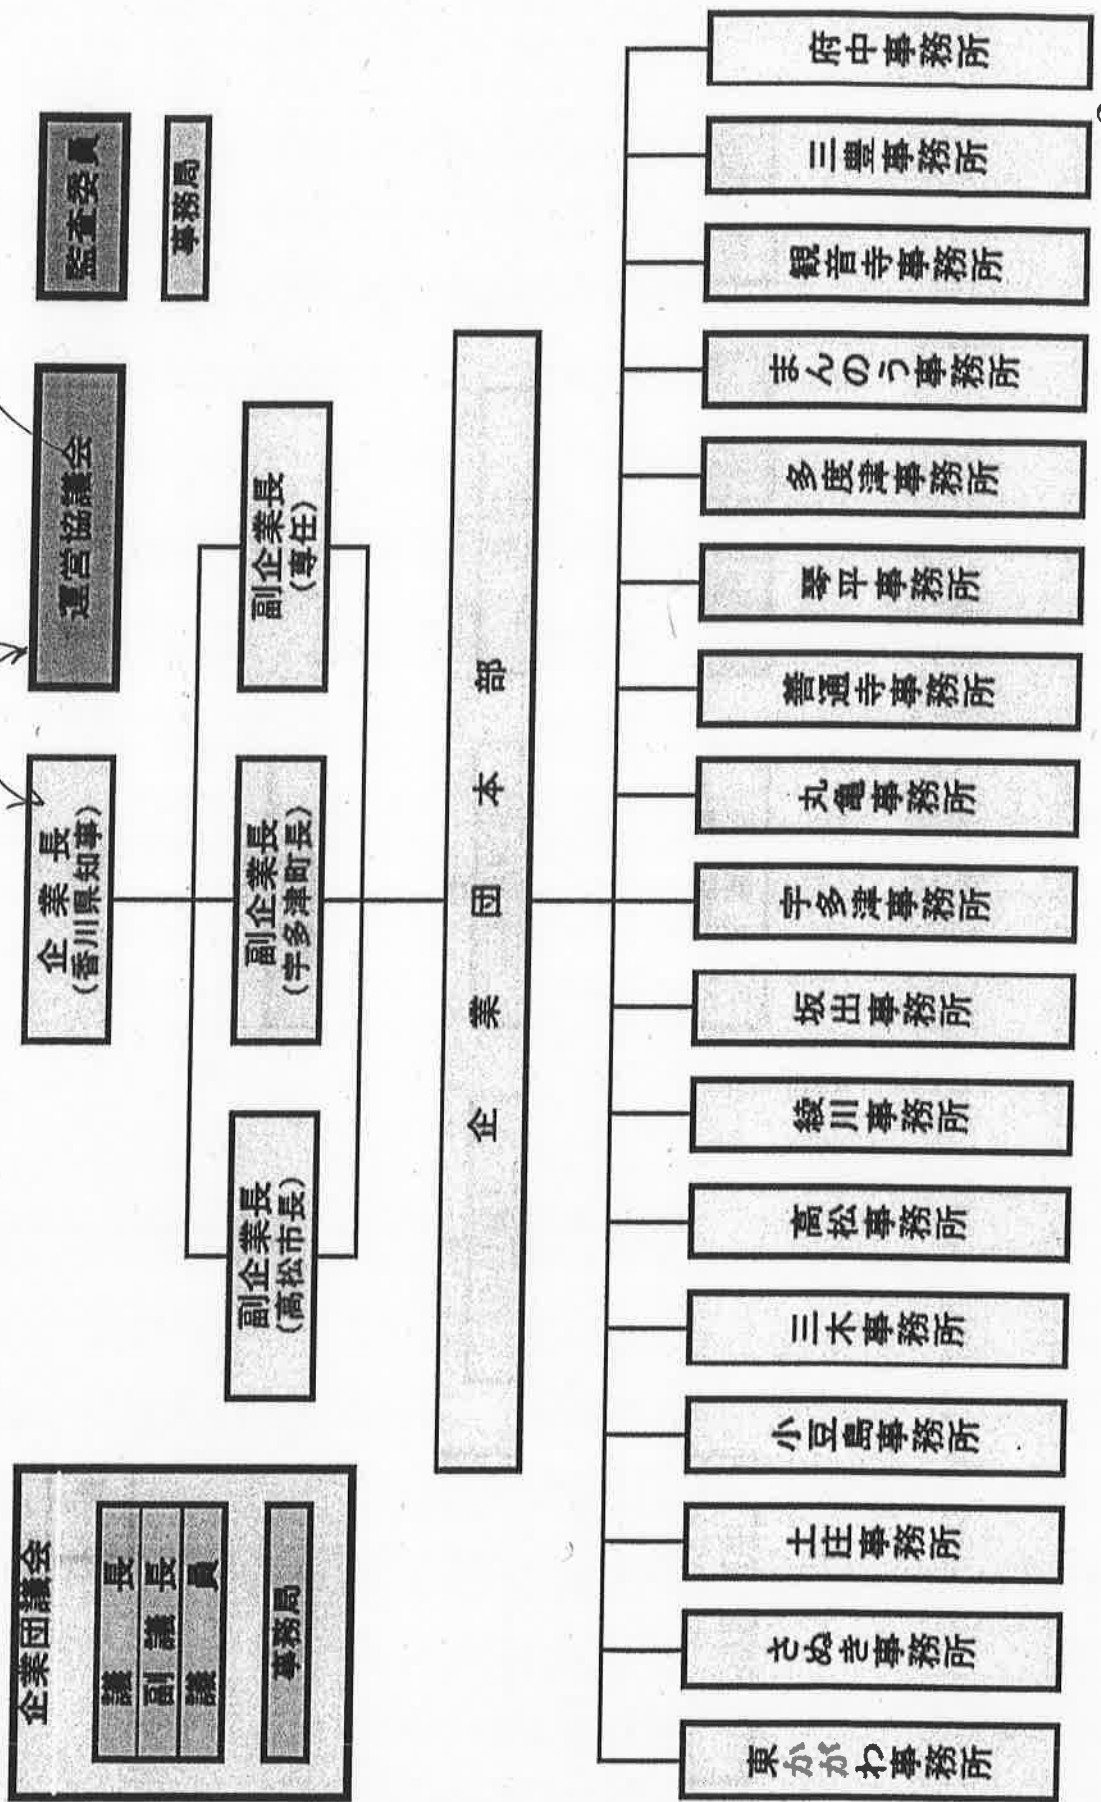 企業団議会
議長
副議長
議員
事務局
企業長
(香川県知事)
運営協議会
監査委員
事務局
副企業長
(高松市長)
副企業長
(宇多津町長)
副企業長
(専任)
企業団本部
東かがわ事務所
さぬき事務所
土庄事務所
小豆島事務所
三木事務所
高松事務所
綾川事務所
坂出事務所
宇多津事務所
丸亀事務所
善通寺事務所
琴平事務所
多度津事務所
まんのう事務所
観音寺事務所
三豊事務所
府中事務所